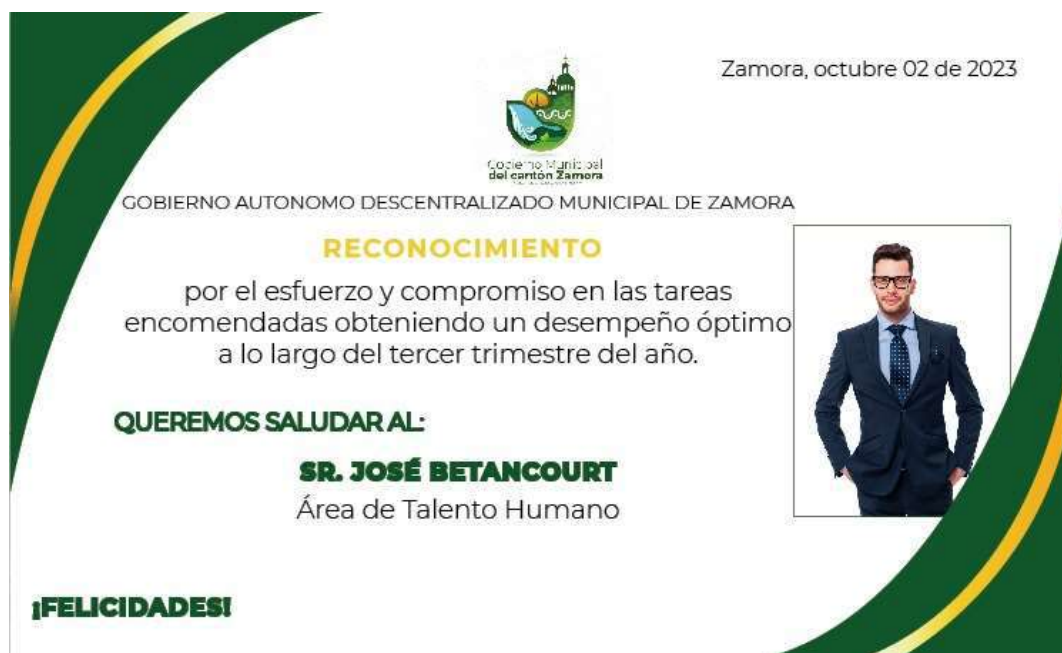 Zamora, octubre 02 de 2023
Gobierno Municipal
del cantón Zamora
GOBIERNO AUTONOMO DESCENTRALIZADO MUNICIPAL DE ZAMORA
RECONOCIMIENTO
por el esfuerzo y compromiso en las tareas
encomendadas obteniendo un desempeño óptimo
a lo largo del tercer trimestre del año.
QUEREMOS SALUDAR AL:
SR. JOSÉ BETANCOURT
Área de Talento Humano
¡FELICIDADES!